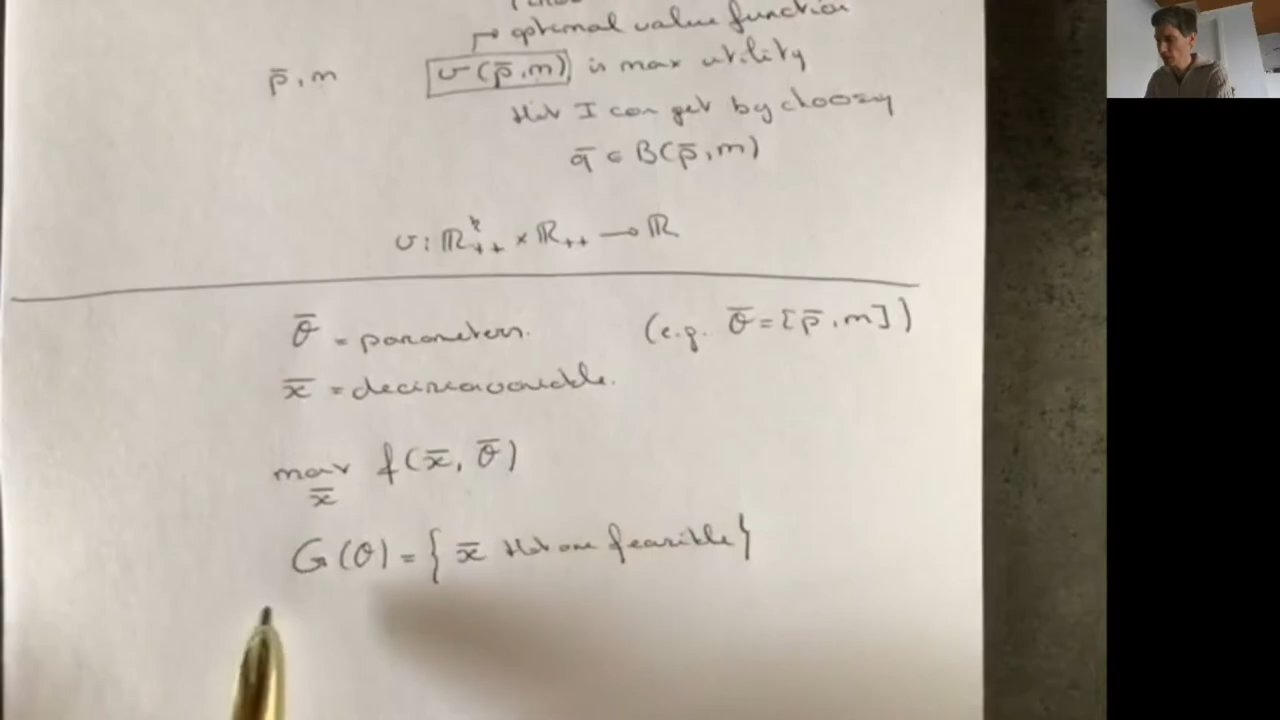 optimal value function
p̄, m v(p̄, m) is max utility
that I can get by choosing
q̄ ∈ B(p̄, m)
v: ℝᵏ₊₊ × ℝ₊₊ → ℝ
θ̄ = parameters. (e.g. θ̄ = [p̄, m])
x̄ = decision variable.
max f(x̄, θ̄)
x̄
G(θ) = { x̄ that are feasible}